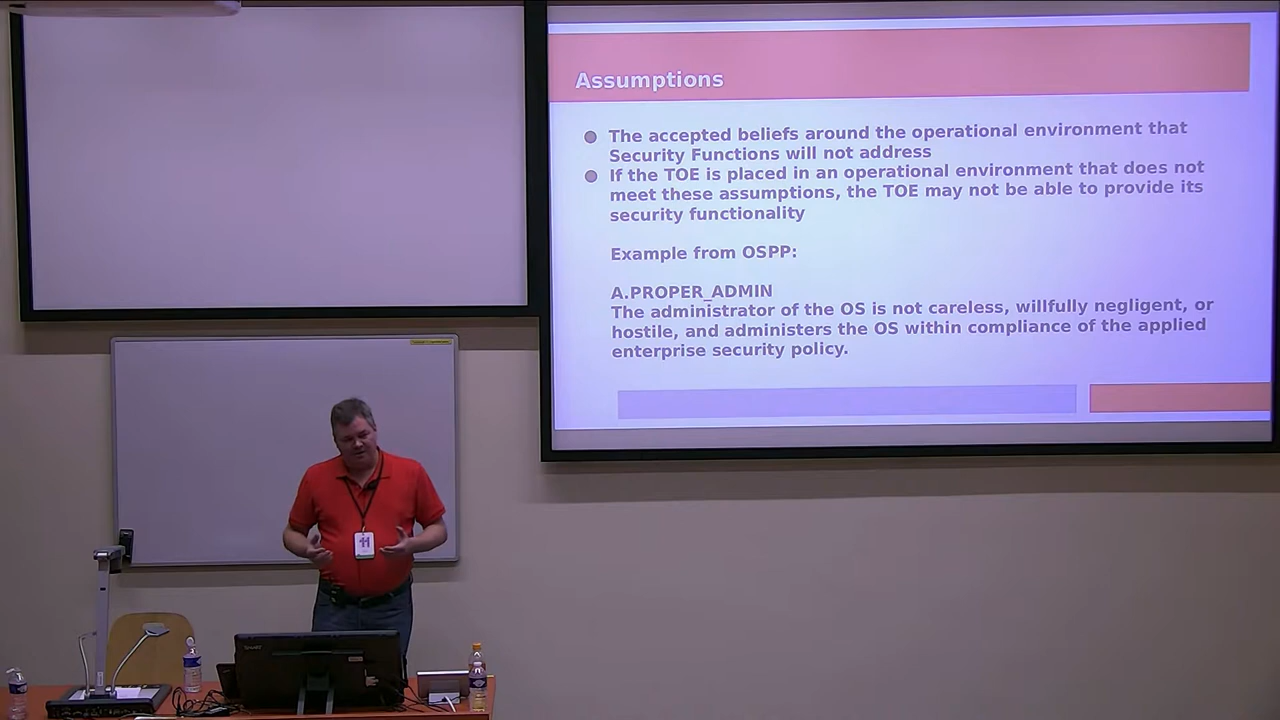 Assumptions
The accepted beliefs around the operational environment that
Security Functions will not address
If the TOE is placed in an operational environment that does not
meet these assumptions, the TOE may not be able to provide its
security functionality
Example from OSPP:
A.PROPER_ADMIN
The administrator of the OS is not careless, willfully negligent, or
hostile, and administers the OS within compliance of the applied
enterprise security policy.